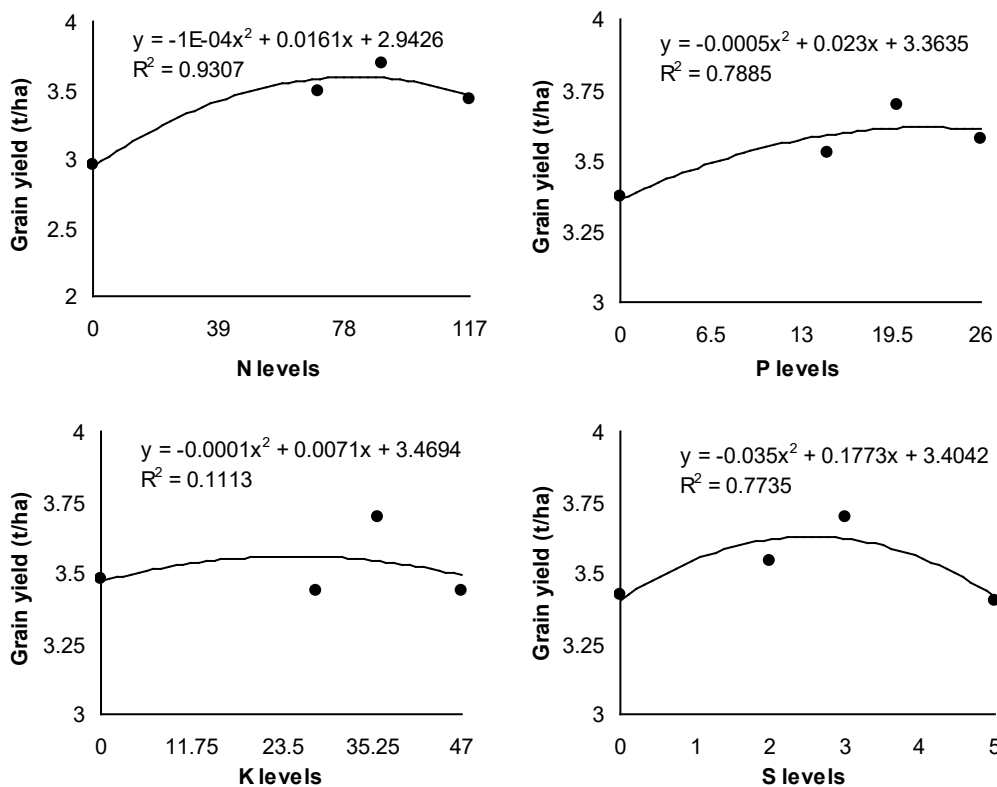 y = -1E-04x² + 0.0161x + 2.9426
R² = 0.9307
Grain yield (t/ha)
4
3.5
3
2.5
2
0 39 78 117
N levels
y = -0.0005x² + 0.023x + 3.3635
R² = 0.7885
Grain yield (t/ha)
4
3.75
3.5
3.25
3
0 6.5 13 19.5 26
P levels
y = -0.0001x² + 0.0071x + 3.4694
R² = 0.1113
Grain yield (t/ha)
4
3.75
3.5
3.25
3
0 11.75 23.5 35.25 47
K levels
y = -0.035x² + 0.1773x + 3.4042
R² = 0.7735
Grain yield (t/ha)
4
3.75
3.5
3.25
3
0 1 2 3 4 5
S levels